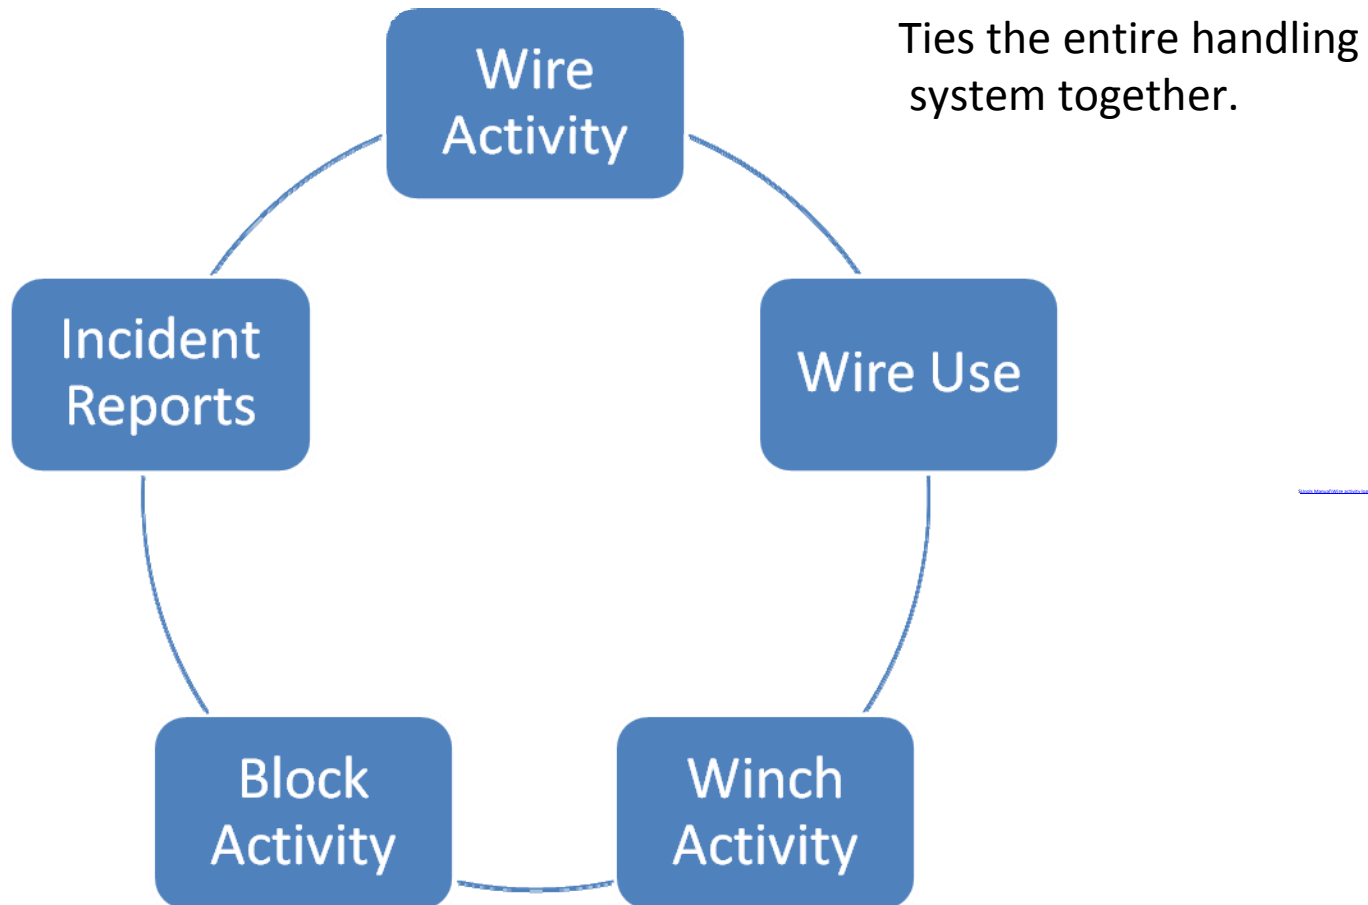 Ties the entire handling
system together.
Wire
Activity
Wire Use
Winch
Activity
Block
Activity
Incident
Reports